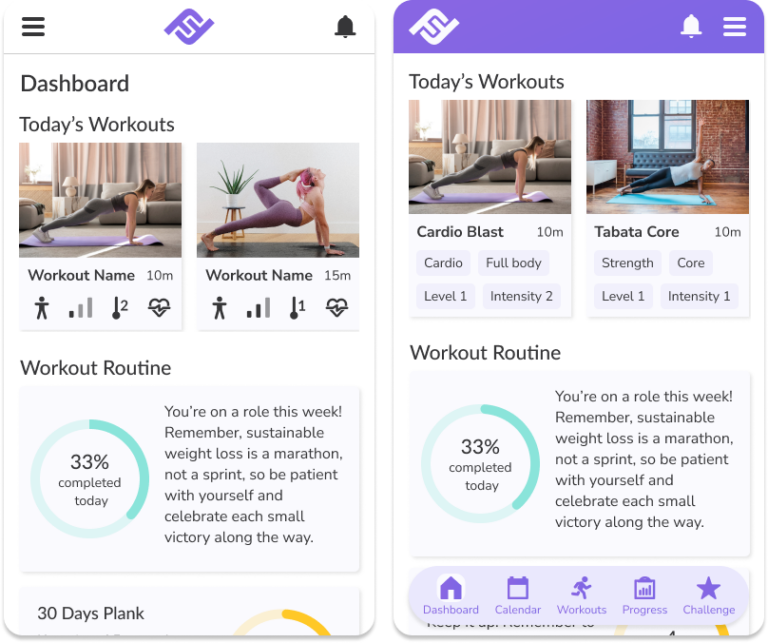 Dashboard
Today's Workouts
Workout Name 10m
Workout Name 15m
2
1
Workout Routine
33%
completed
today
You're on a role this week!
Remember, sustainable
weight loss is a marathon,
not a sprint, so be patient
with yourself and
celebrate each small
victory along the way.
30 Days Plank
Today's Workouts
Cardio Blast 10m
Cardio Full body
Level 1 Intensity 2
Tabata Core 10m
Strength Core
Level 1 Intensity 1
Workout Routine
33%
completed
today
You're on a role this week!
Remember, sustainable
weight loss is a marathon,
not a sprint, so be patient
with yourself and
celebrate each small
victory along the way.
Dashboard Calendar Workouts Progress Challenge
Keep it up! Remember to